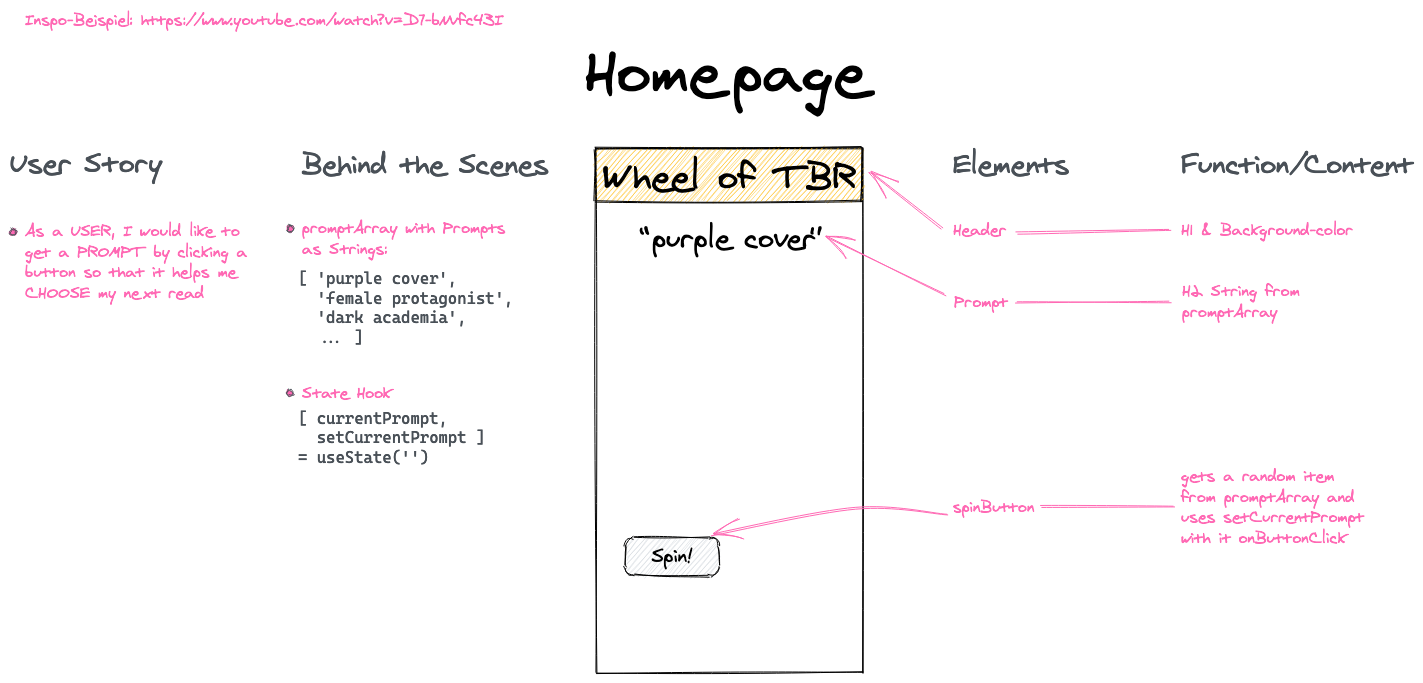 Inspo-Beispiel: https://www.youtube.com/watch?v=D7-bMfc43I
Homepage
User Story
As a USER, I would like to
get a PROMPT by clicking a
button so that it helps me
CHOOSE my next read
Behind the Scenes
promptArray with Prompts
as Strings:
[ 'purple cover',
'female protagonist',
'dark academia',
... ]
State Hook
[ currentPrompt,
setCurrentPrompt ]
= useState('')
Wheel of TBR
"purple cover"
Spin!
Elements
Header
Prompt
spinButton
Function/Content
H1 & Background-color
H2 String from
promptArray
gets a random item
from promptArray and
uses setCurrentPrompt
with it onButtonClick